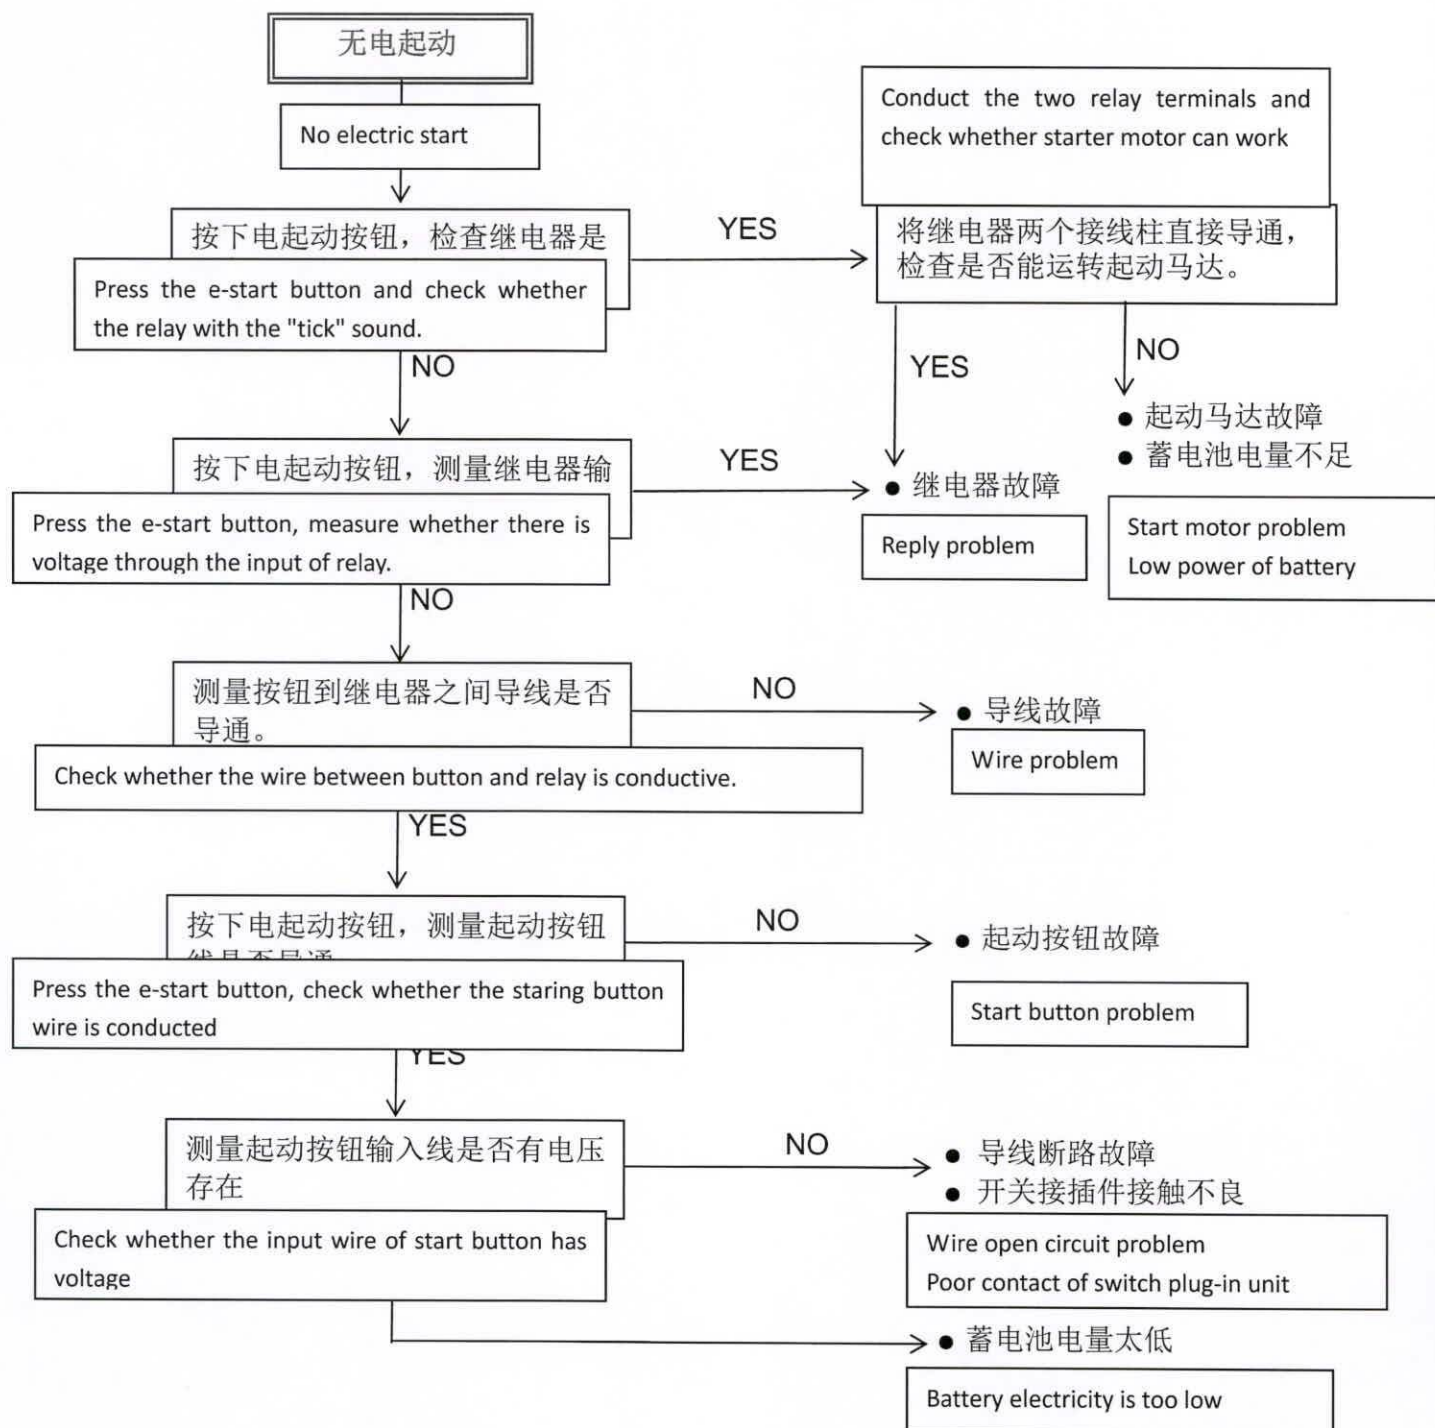 无电起动
No electric start
Conduct the two relay terminals and
check whether starter motor can work
按下电起动按钮，检查继电器是
YES
将继电器两个接线柱直接导通，
检查是否能运转起动马达。
Press the e-start button and check whether
the relay with the "tick" sound.
NO
YES
NO
起动马达故障
蓄电池电量不足
按下电起动按钮，测量继电器输
YES
继电器故障
Press the e-start button, measure whether there is
voltage through the input of relay.
Reply problem
Start motor problem
Low power of battery
NO
测量按钮到继电器之间导线是否
导通。
NO
导线故障
Check whether the wire between button and relay is conductive.
Wire problem
YES
按下电起动按钮，测量起动按钮
NO
起动按钮故障
Press the e-start button, check whether the staring button
wire is conducted
Start button problem
YES
测量起动按钮输入线是否有电压
存在
NO
导线断路故障
开关接插件接触不良
Check whether the input wire of start button has
voltage
Wire open circuit problem
Poor contact of switch plug-in unit
蓄电池电量太低
Battery electricity is too low